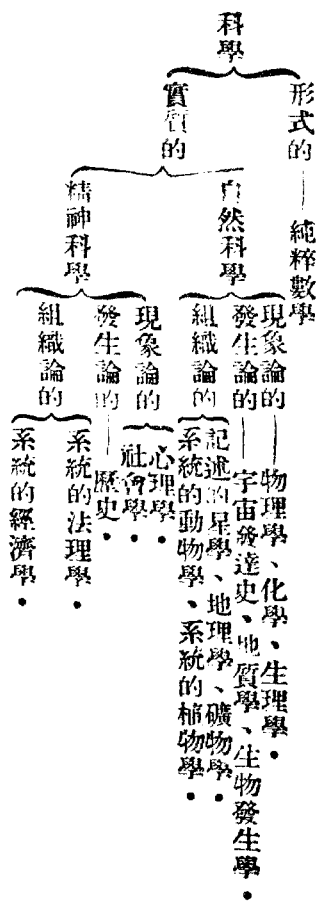 科學
形式的
純粹數學
實質的
自然科學
現象論的
物理學、化學、生理學.
發生論的
宇宙發達史、地質學、生物發生學.
組織論的
記述的星學、地理學、礦物學.
系統的動物學、系統的植物學.
精神科學
現象論的
心理學.
社會學.
發生論的
歷史.
組織論的
系統的法理學.
系統的經濟學.